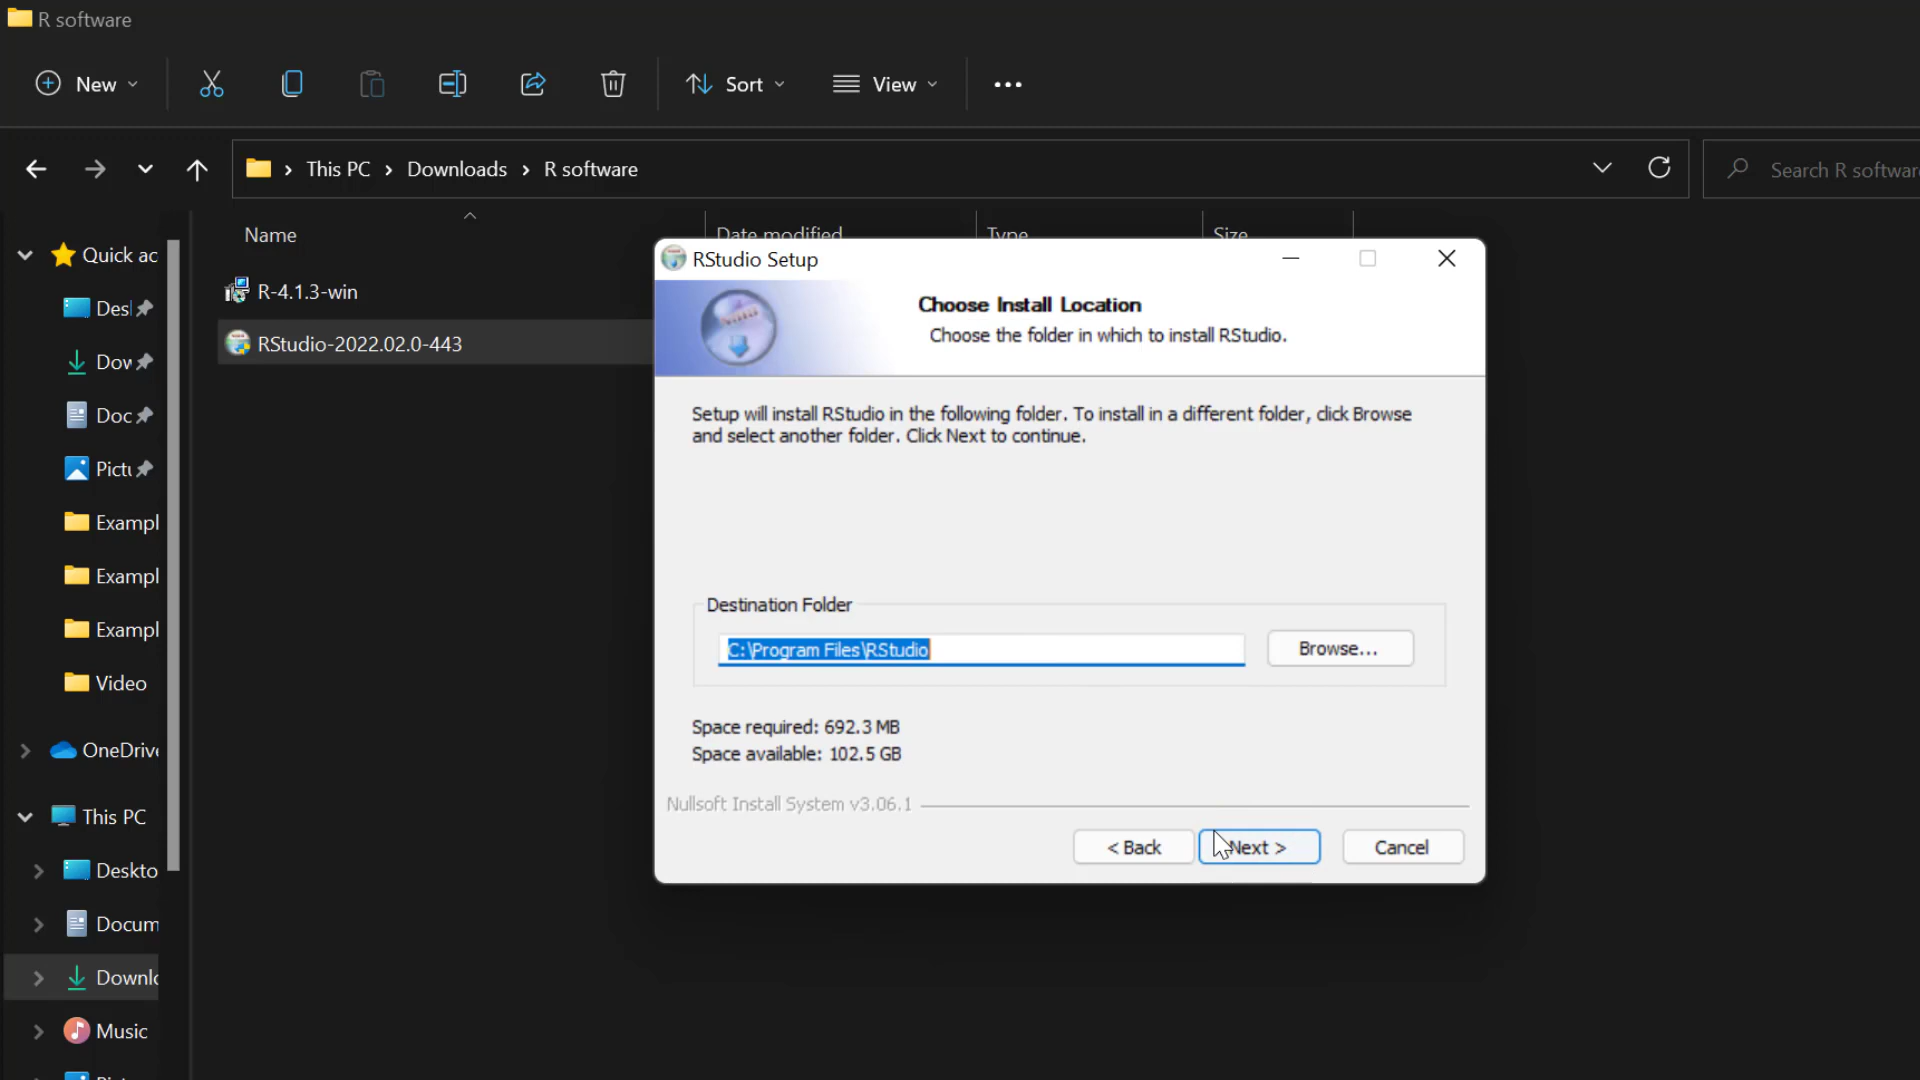 R software
New
Sort
View
This PC
Downloads
R software
Search R software
Name
Date modified
Type
Size
Quick ac
R-4.1.3-win
RStudio-2022.02.0-443
Des
Dov
Doc
Pictu
Exampl
Exampl
Exampl
Video
OneDrive
This PC
Deskto
Docum
Downlo
Music
RStudio Setup
Choose Install Location
Choose the folder in which to install RStudio.
Setup will install RStudio in the following folder. To install in a different folder, click Browse
and select another folder. Click Next to continue.
Destination Folder
C:\Program Files\RStudio
Browse...
Space required: 692.3 MB
Space available: 102.5 GB
Nullsoft Install System v3.06.1
< Back
Next >
Cancel